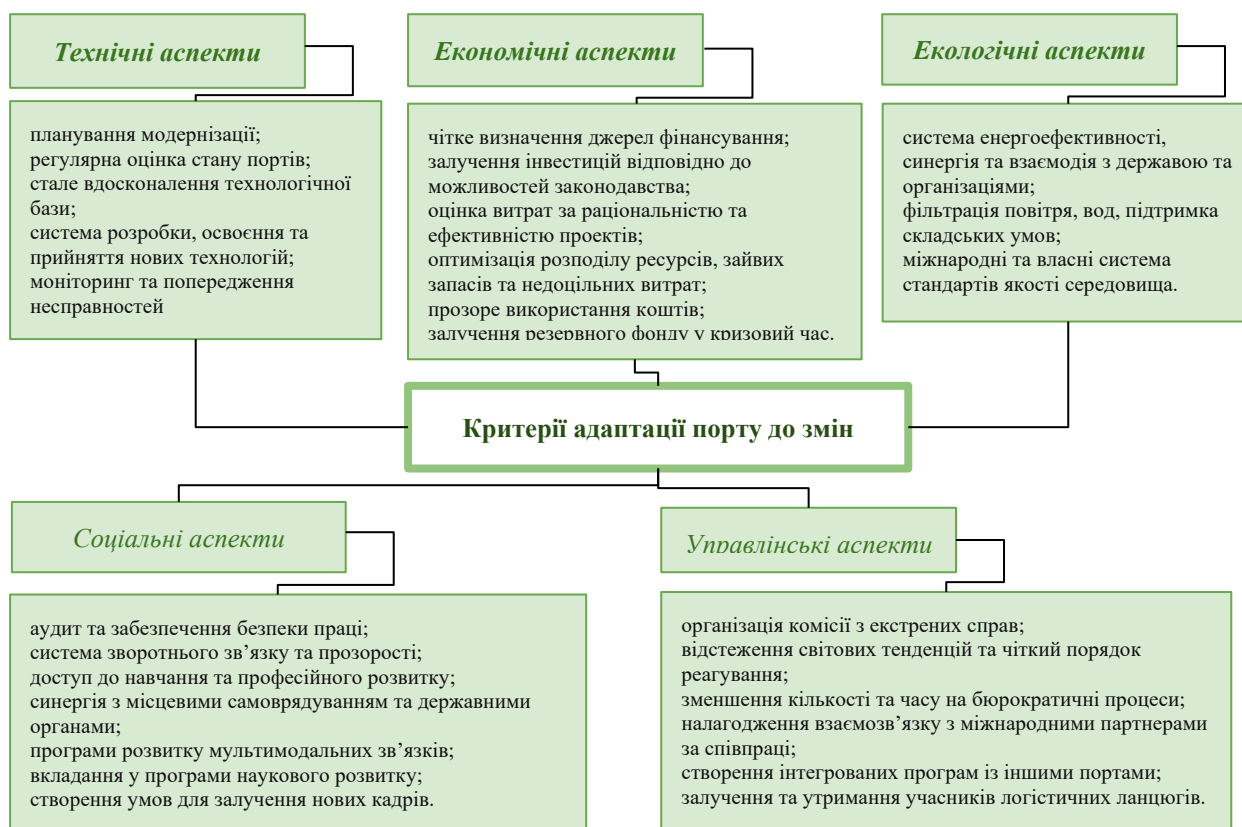 Технічні аспекти
планування модернізації;
регулярна оцінка стану портів;
стале вдосконалення технологічної
бази;
система розробки, освоєння та
прийняття нових технологій;
моніторинг та попередження
несправностей
Економічні аспекти
чітке визначення джерел фінансування;
залучення інвестицій відповідно до
можливостей законодавства;
оцінка витрат за раціональністю та
ефективністю проектів;
оптимізація розподілу ресурсів, зайвих
запасів та недоцільних витрат;
прозоре використання коштів;
залучення резервного фонду у кризовий час.
Екологічні аспекти
система енергоефективності,
синергія та взаємодія з державою та
організаціями;
фільтрація повітря, вод, підтримка
складських умов;
міжнародні та власні система
стандартів якості середовища.
Критерії адаптації порту до змін
Соціальні аспекти
аудит та забезпечення безпеки праці;
система зворотнього зв’язку та прозорості;
доступ до навчання та професійного розвитку;
синергія з місцевими самоврядуванням та державними
органами;
програми розвитку мультимодальних зв’язків;
вкладання у програми наукового розвитку;
створення умов для залучення нових кадрів.
Управлінські аспекти
організація комісії з екстрених справ;
відстеження світових тенденцій та чіткий порядок
реагування;
зменшення кількості та часу на бюрократичні процеси;
налагодження взаємозв’язку з міжнародними партнерами
за співпраці;
створення інтегрованих програм із іншими портами;
залучення та утримання учасників логістичних ланцюгів.